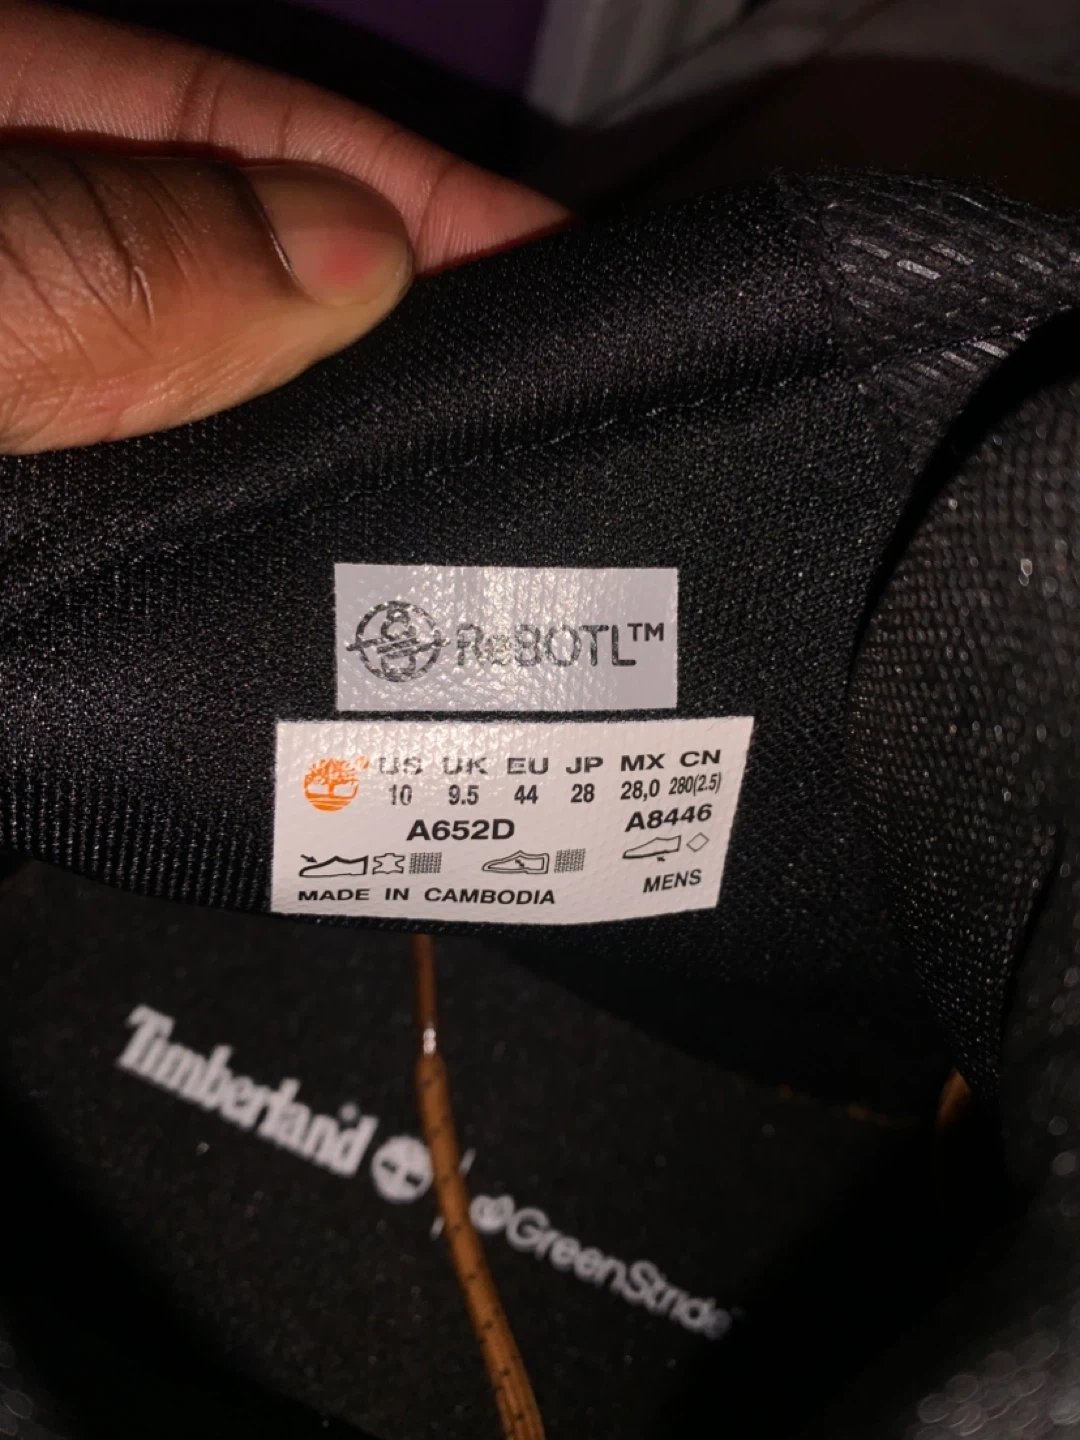 ReBOTL™
US UK EU JP MX CN
10 9.5 44 28 28,0 280(2.5)
A652D A8446
MADE IN CAMBODIA MENS
Timberland
GreenStride™